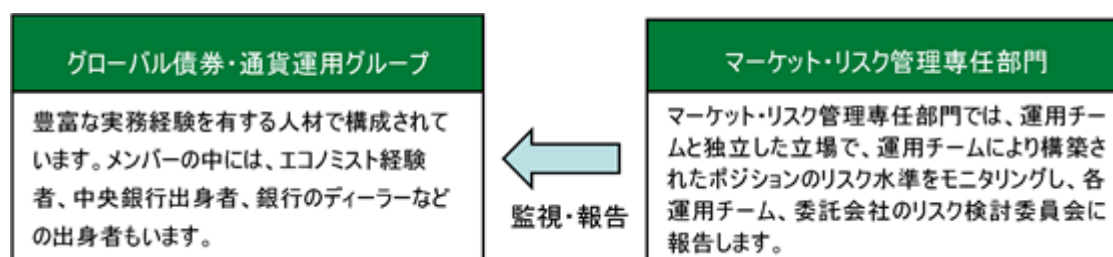 グローバル債券・通貨運用グループ
豊富な実務経験を有する人材で構成されて
います。メンバーの中には、エコノミスト経験
者、中央銀行出身者、銀行のディーラーなど
の出身者もいます。
監視・報告
マーケット・リスク管理専任部門
マーケット・リスク管理専任部門では、運用チー
ムと独立した立場で、運用チームにより構築さ
れたポジションのリスク水準をモニタリングし、各
運用チーム、委託会社のリスク検討委員会に
報告します。